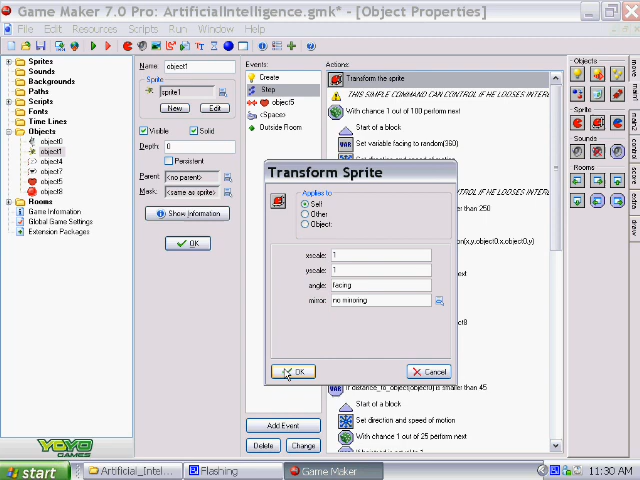 Game Maker 7.0 Pro: ArtificialIntelligence.gmk* - [Object Properties]
File Edit Resources Scripts Run Window Help
Sprites
Sounds
Backgrounds
Paths
Scripts
Fonts
Time Lines
Objects
object0
object1
object4
object7
object5
object8
Rooms
Game Information
Global Game Settings
Extension Packages
YOYO
GAMES
Name: object1
Sprite
sprite1
New Edit
Visible Solid
Depth: 0
Persistent
Parent: <no parent>
Mask: <same as sprite>
Show Information
OK
Events:
Create
Step
object5
<Space>
Outside Room
Add Event
Delete Change
Actions:
Transform the sprite
THIS SIMPLE COMMAND CAN CONTROL IF HE LOOSES INTER
With chance 1 out of 100 perform next
Start of a block
Set variable facing to random(360)
Transform Sprite
Applies to
Self
Other
Object:
xscale: 1
yscale: 1
angle: facing
mirror: no mirroring
OK Cancel
If distance_to_object(object0) is smaller than 45
Start of a block
Set direction and speed of motion
With chance 1 out of 25 perform next
Objects
Sprite
Sounds
Rooms
move
main1
main2
control
score
extra
draw
start
Artificial_Intel...
Flashing
Game Maker
11:30 AM